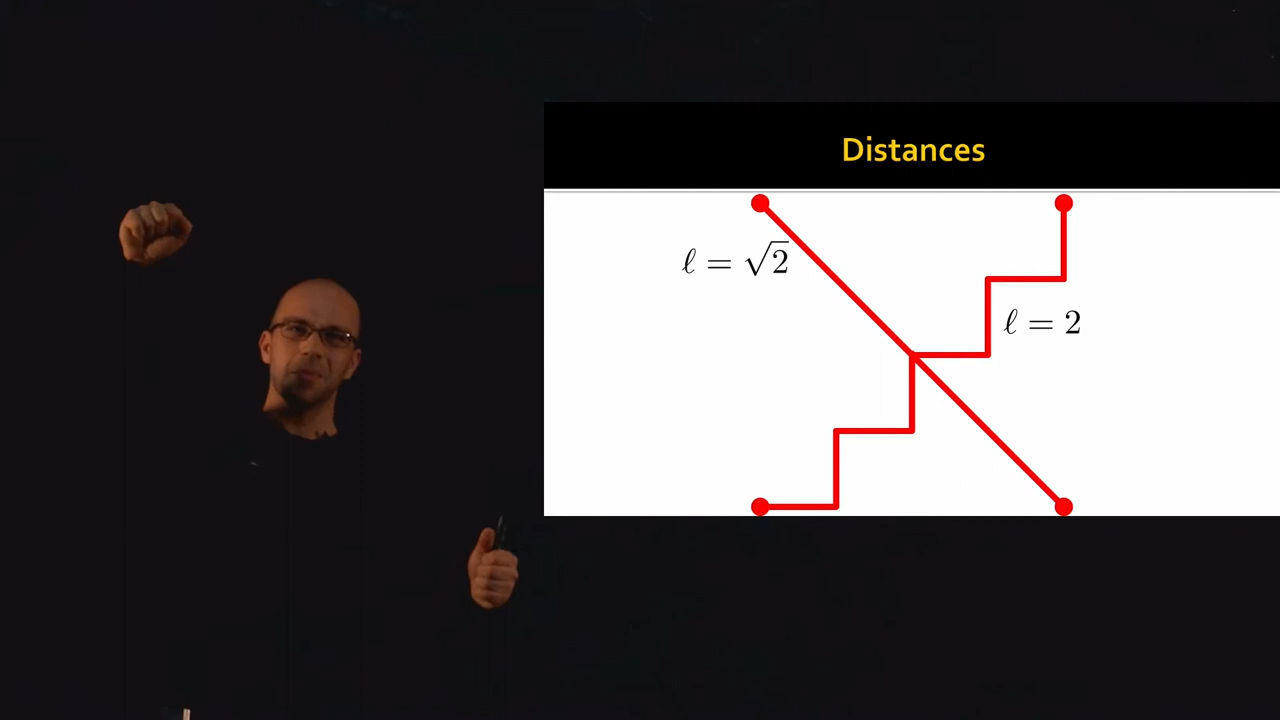 Distances
ℓ = √2
ℓ = 2